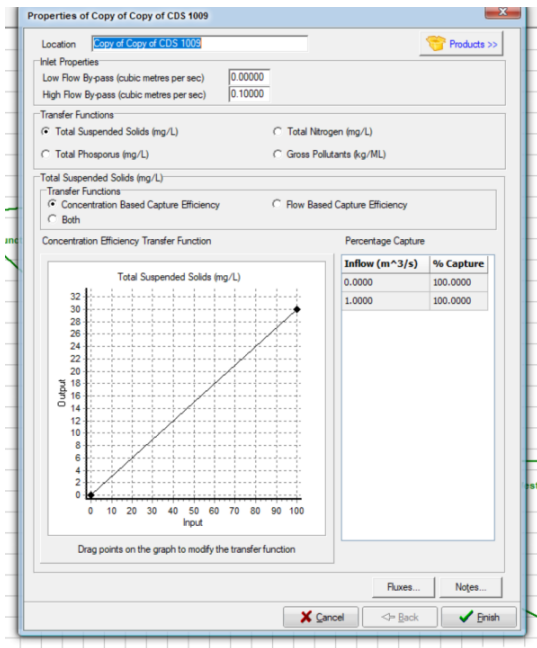 Properties of Copy of Copy of CDS 1009
Location Copy of Copy of CDS 1009 Products >>
Inlet Properties
Low Flow By-pass (cubic metres per sec) 0.00000
High Flow By-pass (cubic metres per sec) 0.10000
Transfer Functions
Total Suspended Solids (mg/L) Total Nitrogen (mg/L)
Total Phosporus (mg/L) Gross Pollutants (kg/ML)
Total Suspended Solids (mg/L)
Transfer Functions
Concentration Based Capture Efficiency Flow Based Capture Efficiency
Both
Concentration Efficiency Transfer Function Percentage Capture
Inflow (m^3/s) % Capture
0.0000 100.0000
1.0000 100.0000
Total Suspended Solids (mg/L)
32
30
28
26
24
22
20
18
16
14
12
10
8
6
4
2
0
Output
0 10 20 30 40 50 60 70 80 90 100
Input
Drag points on the graph to modify the transfer function
Fluxes... Notes...
Cancel Back Finish